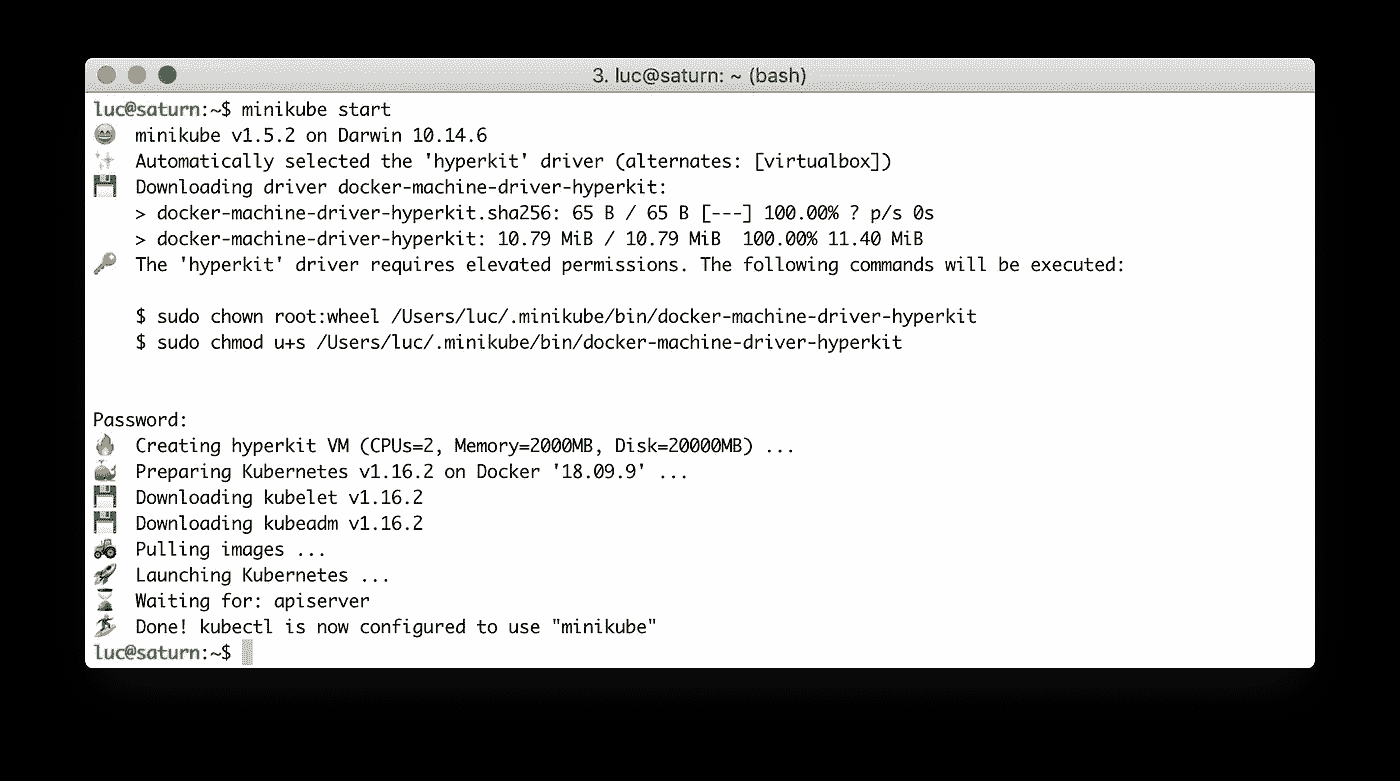 3. luc@saturn: ~ (bash)
luc@saturn:~$ minikube start
😄  minikube v1.5.2 on Darwin 10.14.6
✨  Automatically selected the 'hyperkit' driver (alternates: [virtualbox])
💾  Downloading driver docker-machine-driver-hyperkit:
    > docker-machine-driver-hyperkit.sha256: 65 B / 65 B [---] 100.00% ? p/s 0s
    > docker-machine-driver-hyperkit: 10.79 MiB / 10.79 MiB  100.00% 11.40 MiB
🔑  The 'hyperkit' driver requires elevated permissions. The following commands will be executed:
    $ sudo chown root:wheel /Users/luc/.minikube/bin/docker-machine-driver-hyperkit
    $ sudo chmod u+s /Users/luc/.minikube/bin/docker-machine-driver-hyperkit
Password:
🔥  Creating hyperkit VM (CPUs=2, Memory=2000MB, Disk=20000MB) ...
🐳  Preparing Kubernetes v1.16.2 on Docker '18.09.9' ...
💾  Downloading kubelet v1.16.2
💾  Downloading kubeadm v1.16.2
🚜  Pulling images ...
🚀  Launching Kubernetes ...
⌛  Waiting for: apiserver
🏄  Done! kubectl is now configured to use "minikube"
luc@saturn:~$